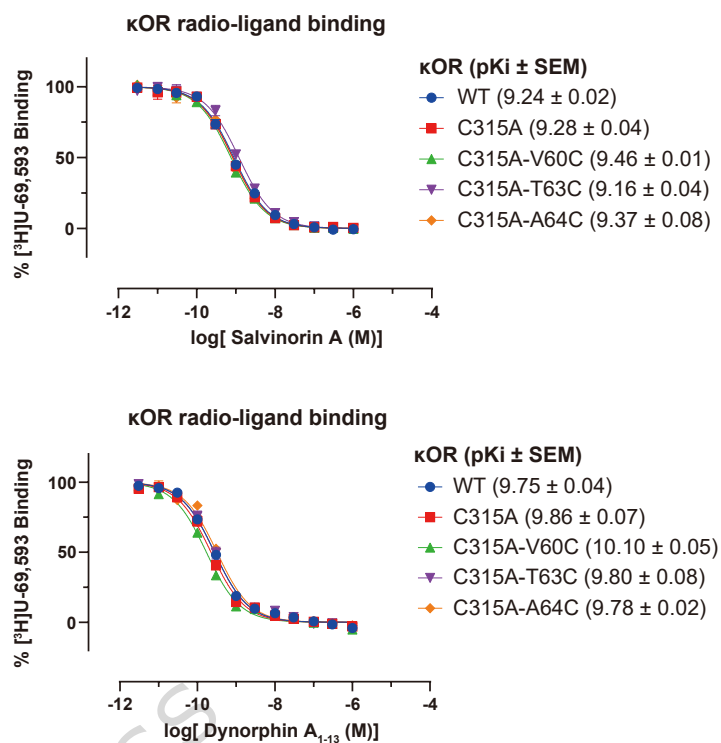 κOR radio-ligand binding
% [³H]U-69,593 Binding
100
50
0
-12 -10 -8 -6 -4
log[ Salvinorin A (M)]
κOR (pKi ± SEM)
WT (9.24 ± 0.02)
C315A (9.28 ± 0.04)
C315A-V60C (9.46 ± 0.01)
C315A-T63C (9.16 ± 0.04)
C315A-A64C (9.37 ± 0.08)
κOR radio-ligand binding
% [³H]U-69,593 Binding
100
50
0
-12 -10 -8 -6 -4
log[ Dynorphin A₁₋₁₃ (M)]
κOR (pKi ± SEM)
WT (9.75 ± 0.04)
C315A (9.86 ± 0.07)
C315A-V60C (10.10 ± 0.05)
C315A-T63C (9.80 ± 0.08)
C315A-A64C (9.78 ± 0.02)